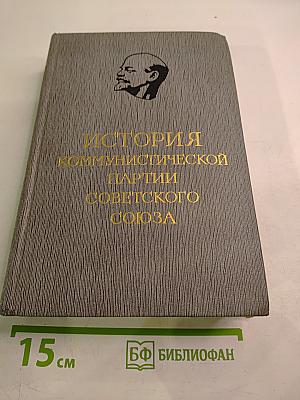 ИСТОРИЯ
КОММУНИСТИЧЕСКОЙ
ПАРТИИ
СОВЕТСКОГО
СОЮЗА
15 см
БФ БИБЛИОФАН